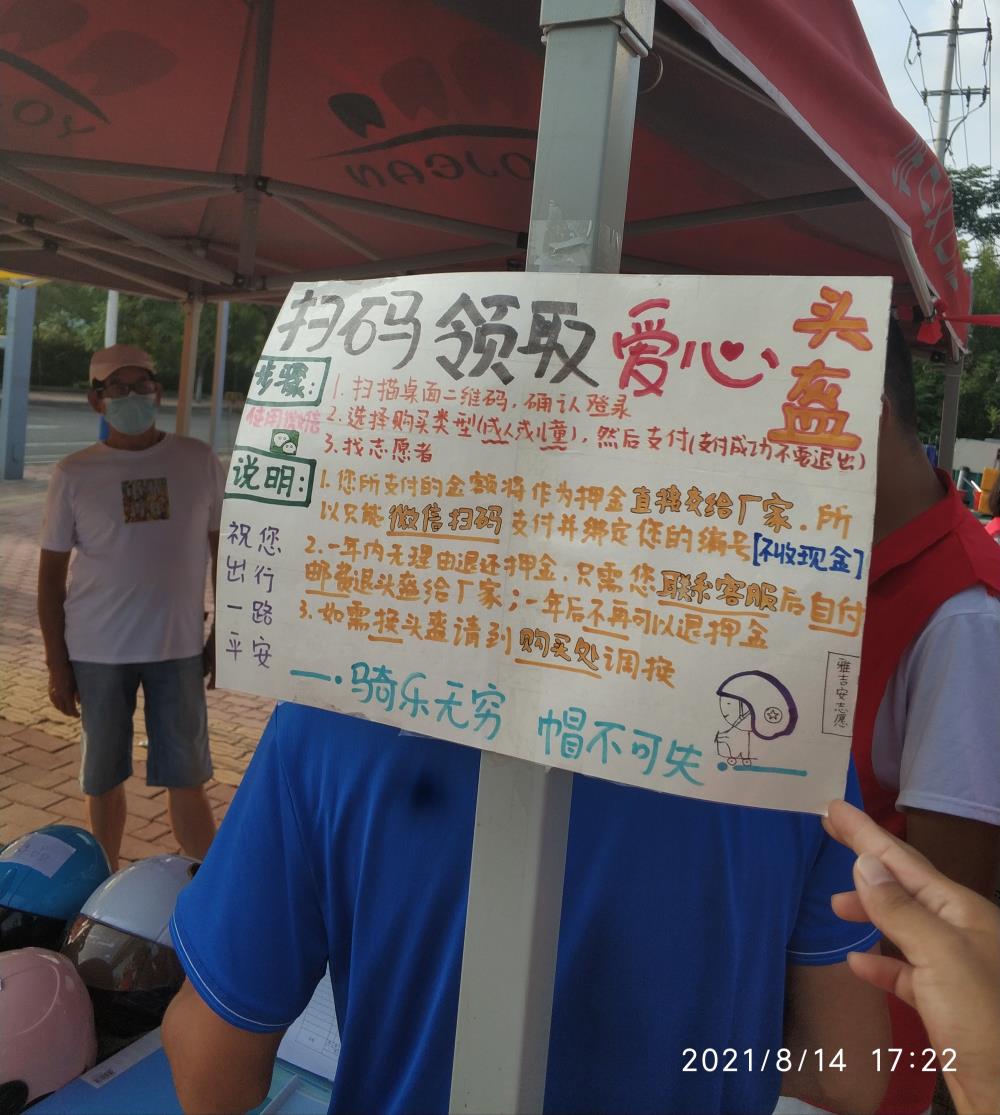 扫码领取爱心头盔
步骤:
使用微信
1. 扫描桌面二维码,确认登录
2. 选择购买类型(成人或儿童),然后支付(支付成功不要退出)
3. 找志愿者
说明:
1. 您所支付的金额将作为押金直接交给厂家.所
以只能微信扫码支付并绑定您的编号[不收现金]
2. 一年内无理由退还押金,只需您联系客服后自付
邮费退头盔给厂家;一年后不再可以退押金
3. 如需换头盔请到购买处调换
祝您
出行
一路
平安
一·骑乐无穷 帽不可失·一
雅吉安志愿
2021/8/14 17:22